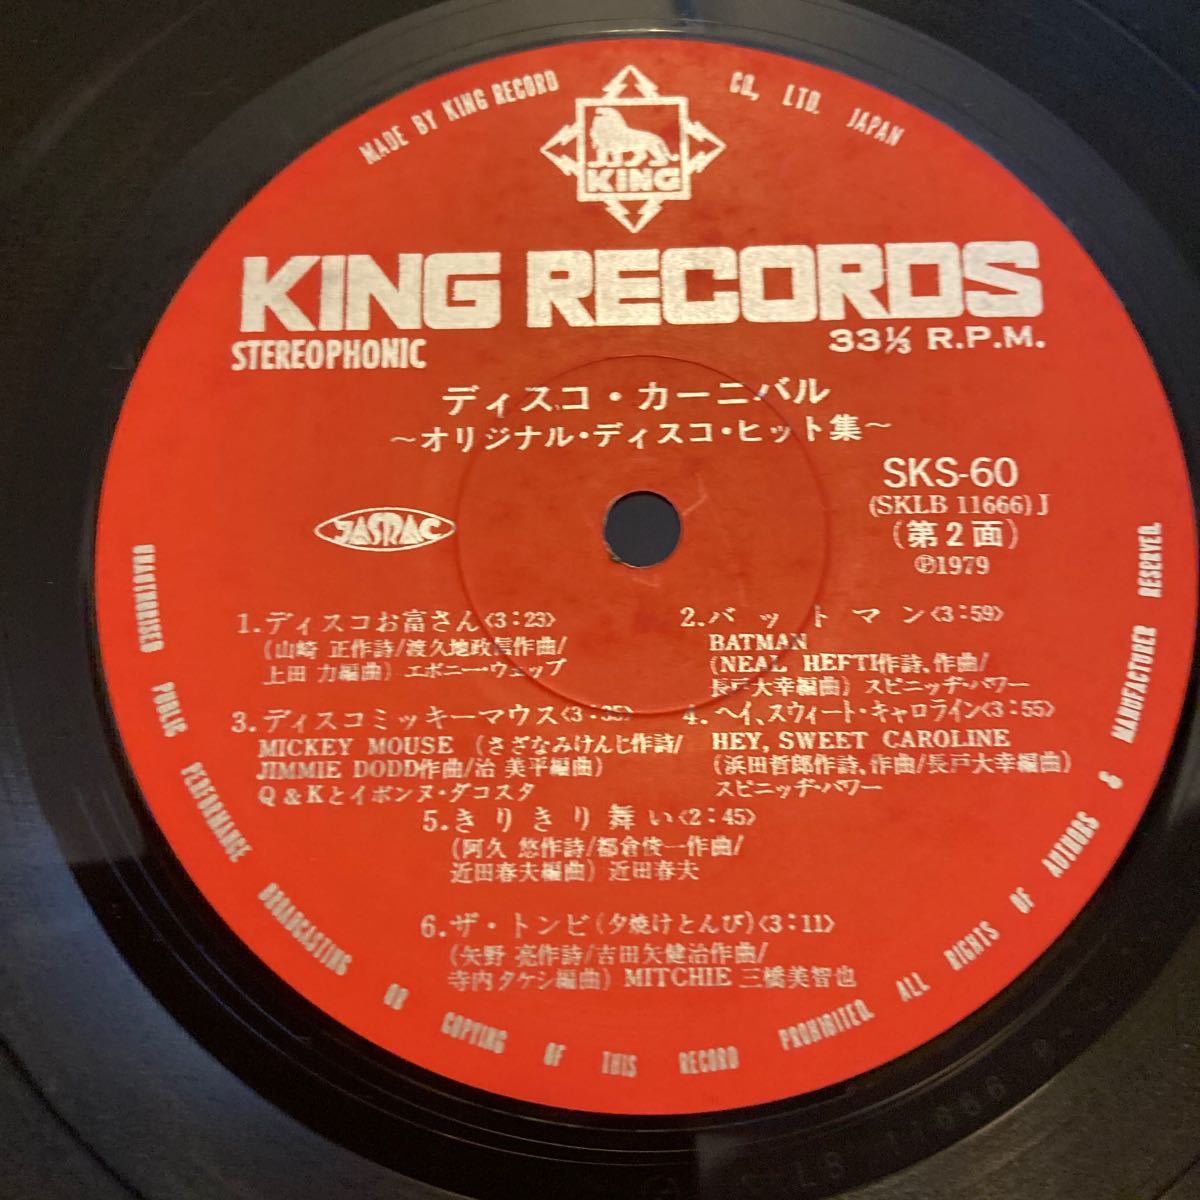 MADE BY KING RECORD CO., LTD. JAPAN
KING
KING RECORDS
STEREOPHONIC
33⅓ R.P.M.
ディスコ・カーニバル
〜オリジナル・ディスコ・ヒット集〜
SKS-60
(SKLB 11666) J
(第2面)
Ⓟ1979
JASRAC
1.ディスコお富さん〈3:23〉
(山崎 正作詩/渡久地政信作曲/
上田 力編曲) エボニー・ウェッブ
2.バットマン〈3:59〉
BATMAN
(NEAL HEFTI作詩、作曲/
長戸大幸編曲) スピニッヂ・パワー
3.ディスコミッキーマウス〈3:35〉
MICKEY MOUSE (さざなみけんじ作詩/
JIMMIE DODD作曲/治 美平編曲)
Q&Kとイボンヌ・ダコスタ
4.ヘイ、スウィート・キャロライン〈3:55〉
HEY, SWEET CAROLINE
(浜田哲郎作詩、作曲/長戸大幸編曲)
スピニッヂ・パワー
5.きりきり舞い〈2:45〉
(阿久 悠作詩/都倉俊一作曲/
近田春夫編曲) 近田春夫
6.ザ・トンビ(夕焼けとんび)〈3:11〉
(矢野 亮作詩/吉田矢健治作曲/
寺内タケシ編曲) MITCHIE 三橋美智也
UNAUTHORIZED PUBLIC PERFORMANCE BROADCASTING OR COPYING OF THIS RECORD PROHIBITED. ALL RIGHTS OF AUTHORS & MANUFACTURER RESERVED.